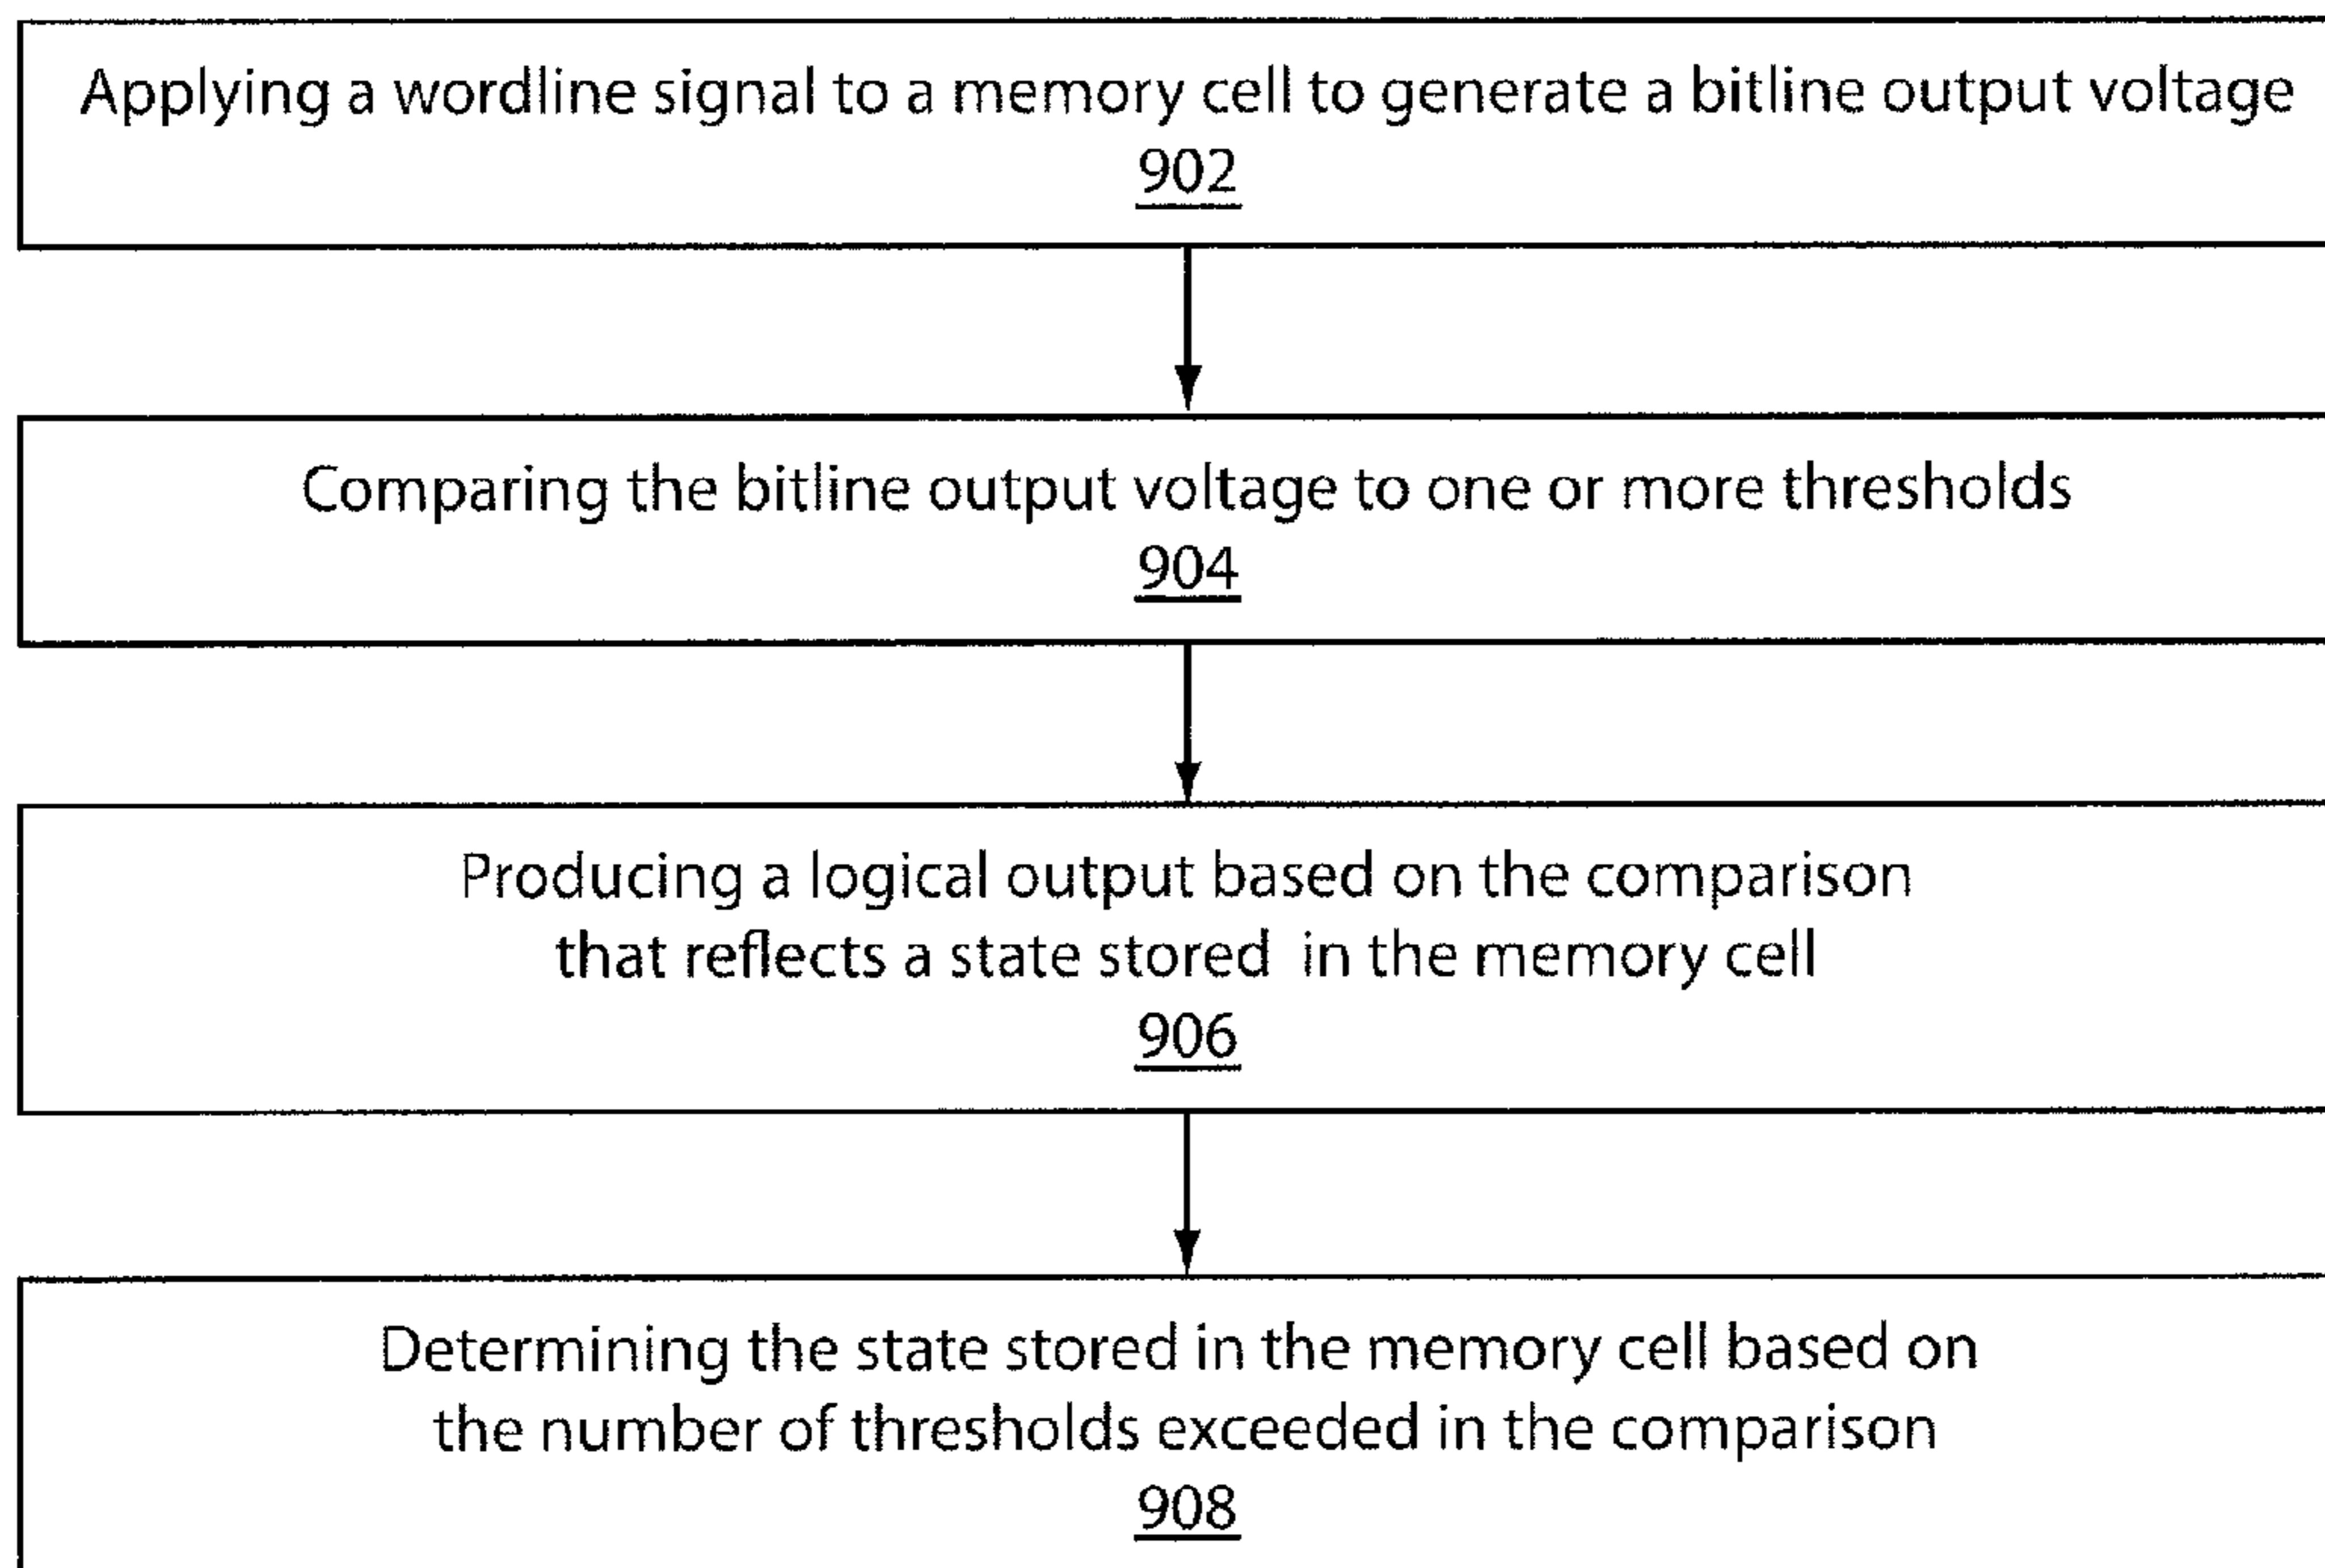 Applying a wordline signal to a memory cell to generate a bitline output voltage
902
Comparing the bitline output voltage to one or more thresholds
904
Producing a logical output based on the comparison
that reflects a state stored in the memory cell
906
Determining the state stored in the memory cell based on
the number of thresholds exceeded in the comparison
908